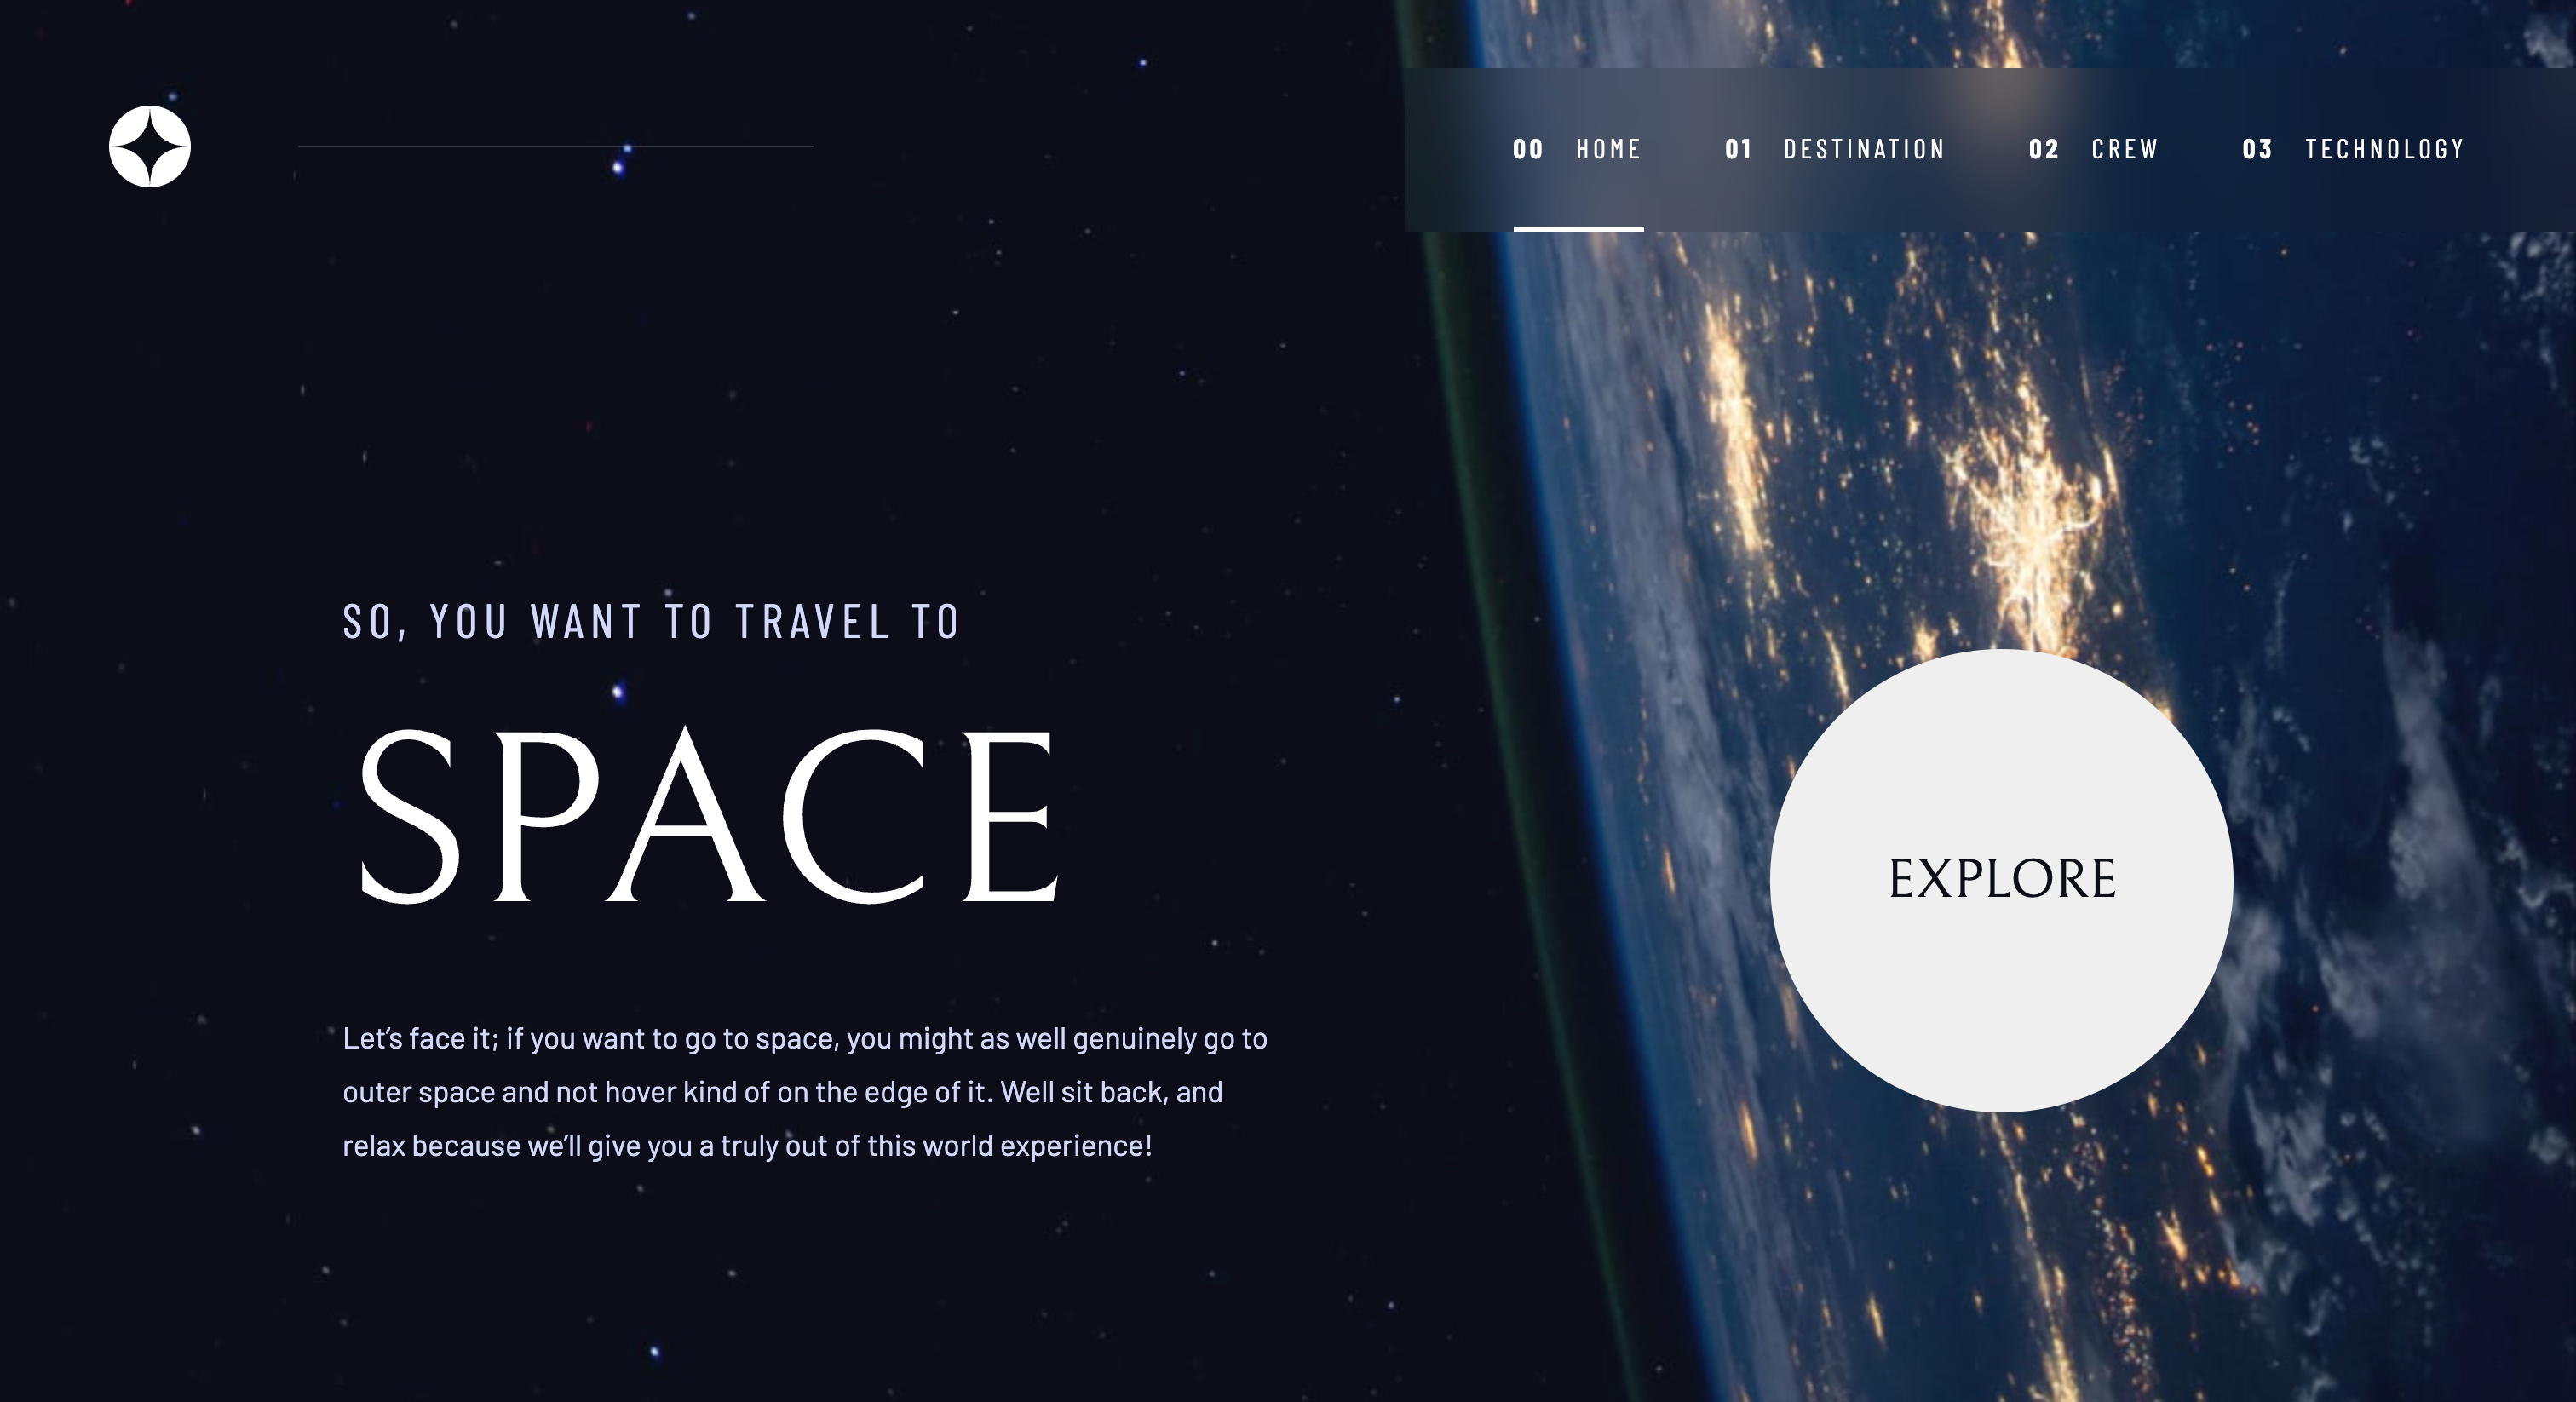 00 HOME 01 DESTINATION 02 CREW 03 TECHNOLOGY
SO, YOU WANT TO TRAVEL TO
SPACE
Let’s face it; if you want to go to space, you might as well genuinely go to
outer space and not hover kind of on the edge of it. Well sit back, and
relax because we’ll give you a truly out of this world experience!
EXPLORE